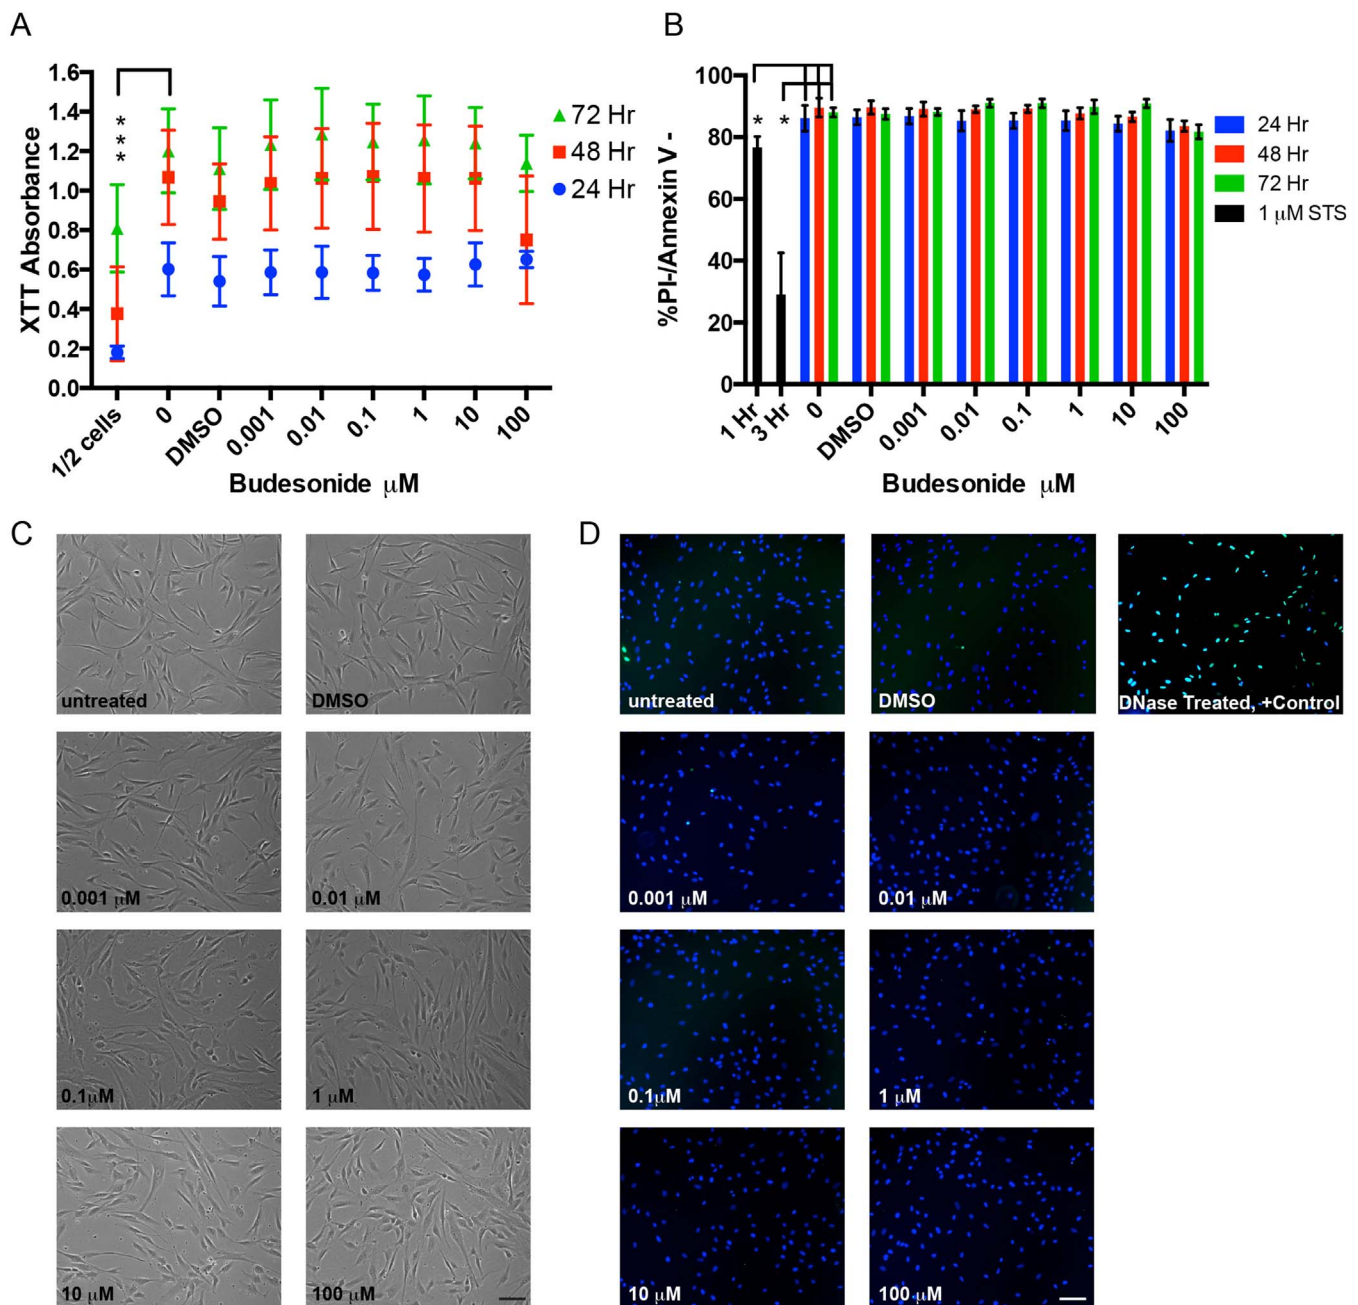 A
XTT Absorbance
1.6
1.4
1.2
1.0
0.8
0.6
0.4
0.2
0.0
***
72 Hr
48 Hr
24 Hr
1/2 cells
0
DMSO
0.001
0.01
0.1
1
10
100
Budesonide μM
B
%PI-/Annexin V -
100
80
60
40
20
0
*
*
24 Hr
48 Hr
72 Hr
1 μM STS
1 Hr
3 Hr
0
DMSO
0.001
0.01
0.1
1
10
100
Budesonide μM
C
untreated
DMSO
0.001 μM
0.01 μM
0.1μM
1 μM
10 μM
100 μM
D
untreated
DMSO
DNase Treated, +Control
0.001 μM
0.01 μM
0.1μM
1 μM
10 μM
100 μM